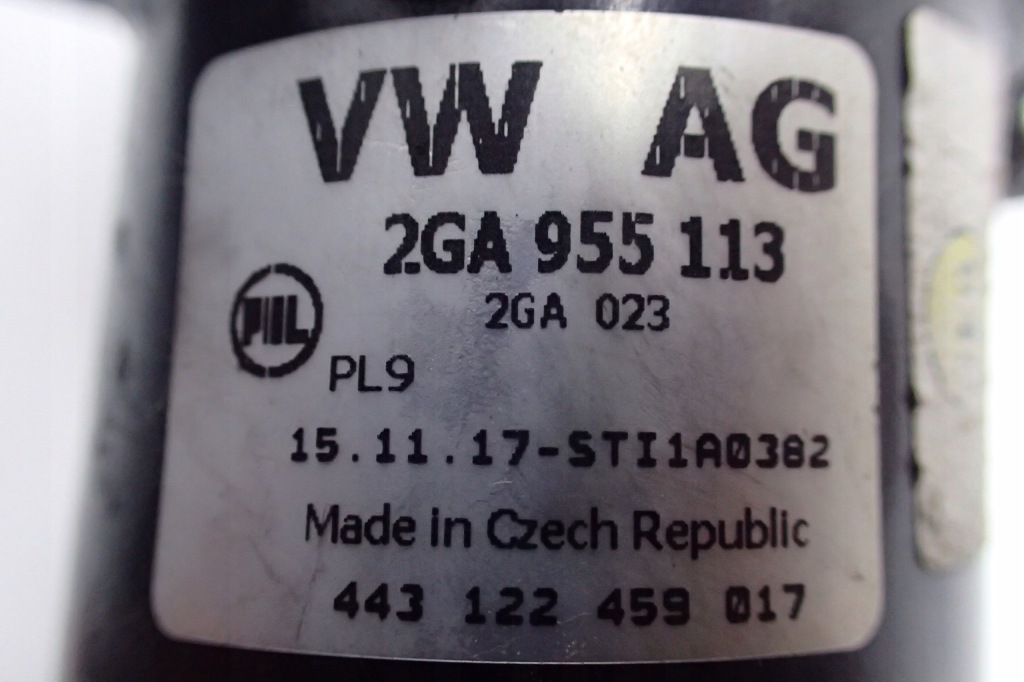 VW AG
2GA 955 113
2GA 023
PAL
PL9
15.11.17-STI1A0382
Made in Czech Republic
443 122 459 017